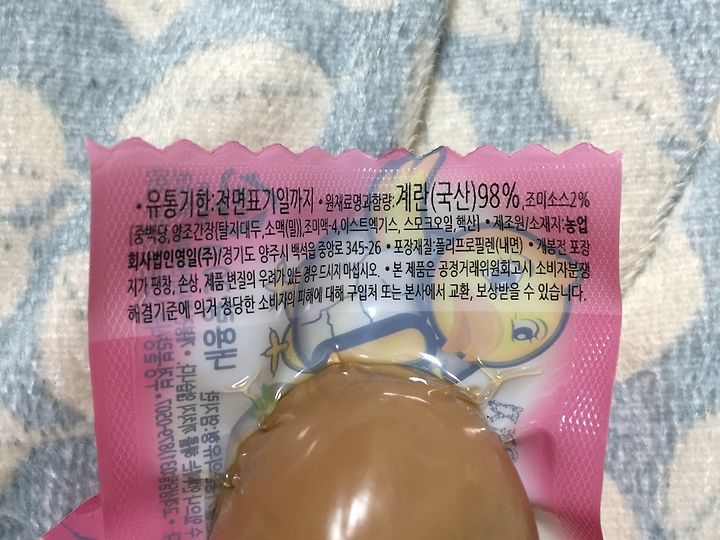 •유통기한:전면표기일까지 •원재료명과함량:계란(국산)98%,조미소스2%
{중백당,양조간장(탈지대두,소맥(밀)},조미액-4,이스트엑기스, 스모크오일,핵산} •제조원/소재지:농업
회사법인영일(주)/경기도 양주시 백석읍 중앙로 345-26 •포장재질:폴리프로필렌(내면) •개봉전 포장
지가 팽창, 손상, 제품 변질의 우려가 있는 경우 드시지 마십시오. •본 제품은 공정거래위원회고시 소비자분쟁
해결기준에 의거 정당한 소비자의 피해에 대해 구입처 또는 본사에서 교환, 보상받을 수 있습니다.